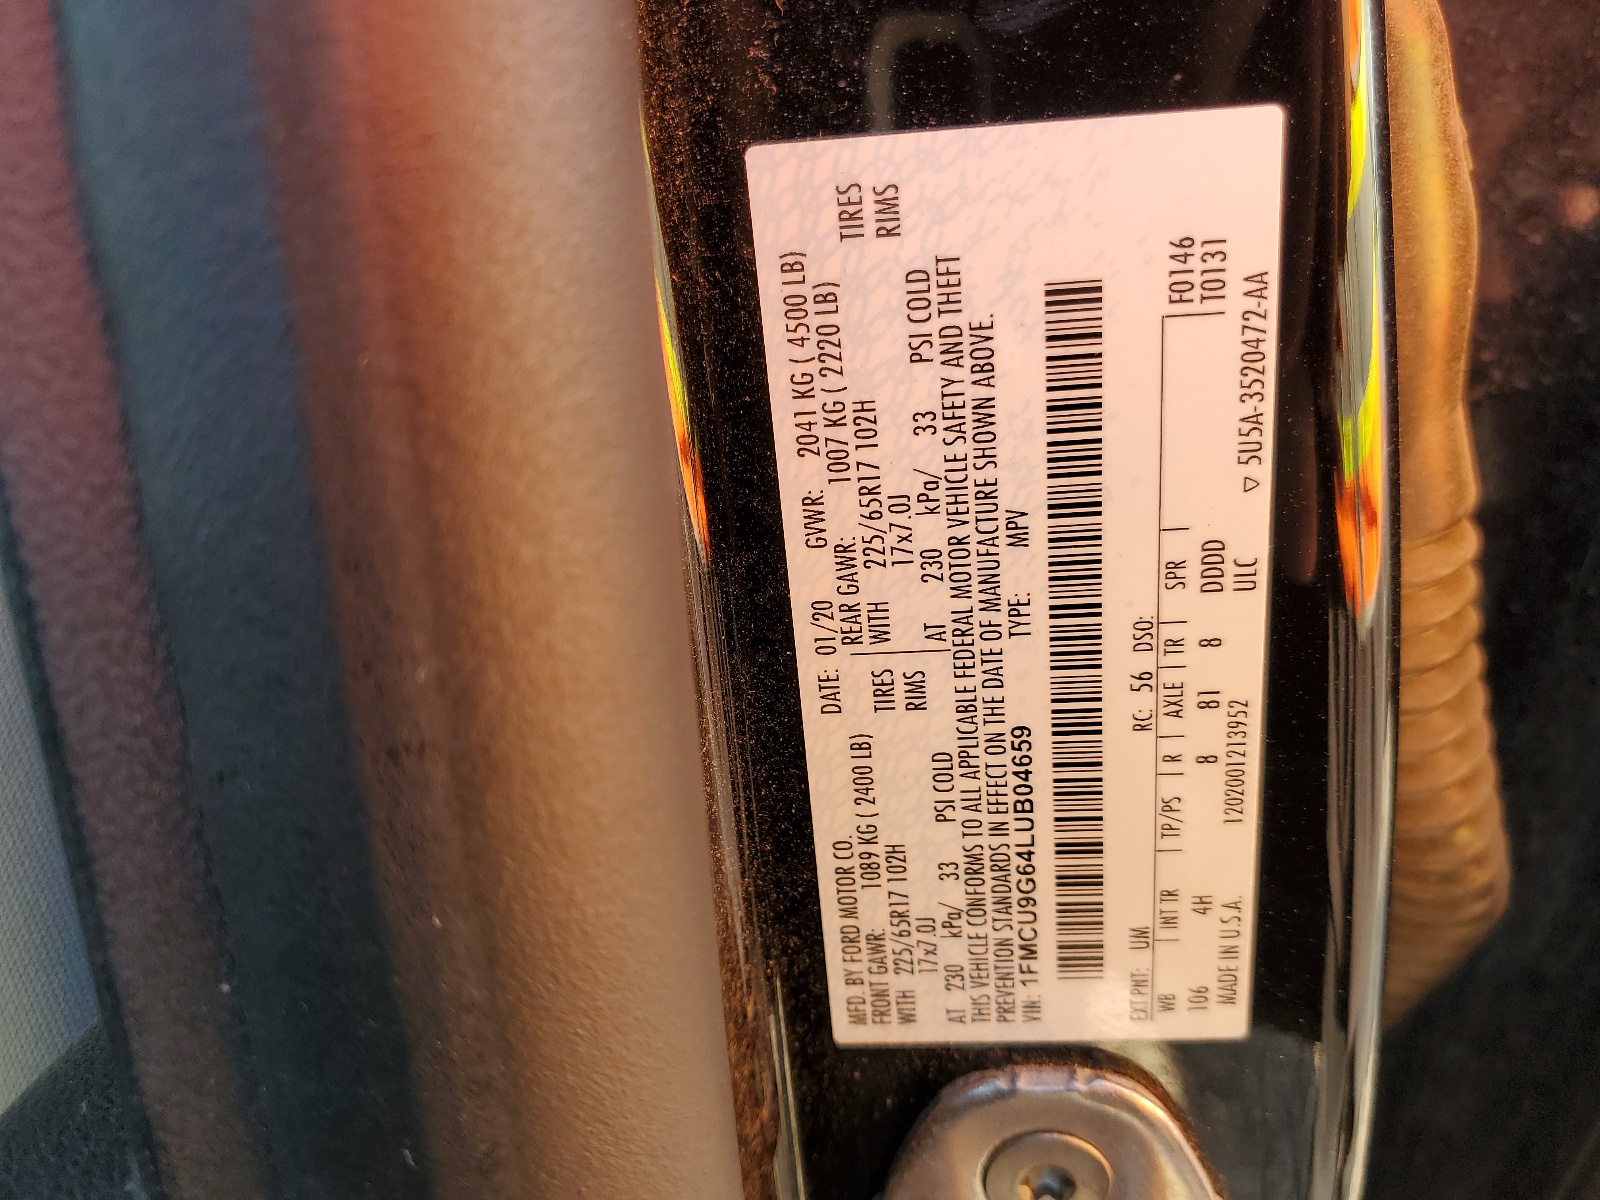 MFD. BY FORD MOTOR CO. DATE: 01/20 GVWR: 2041 KG ( 4500 LB)
FRONT GAWR: 1089 KG ( 2400 LB) REAR GAWR: 1007 KG ( 2220 LB)
WITH 225/65R17 102H TIRES WITH 225/65R17 102H TIRES
17x7.0J RIMS 17x7.0J RIMS
AT 230 kPa/ 33 PSI COLD AT 230 kPa/ 33 PSI COLD
THIS VEHICLE CONFORMS TO ALL APPLICABLE FEDERAL MOTOR VEHICLE SAFETY AND THEFT
PREVENTION STANDARDS IN EFFECT ON THE DATE OF MANUFACTURE SHOWN ABOVE.
VIN: 1FMCU9G64LUB04659 TYPE: MPV
EXT PNT: UM RC: 56 DSO:
WB INT TR TP/PS R AXLE TR SPR F0146
106 4H 8 81 8 DDDD T0131
MADE IN U.S.A. 12020012139​52 ULC ▽ 5U5A-3520472-AA